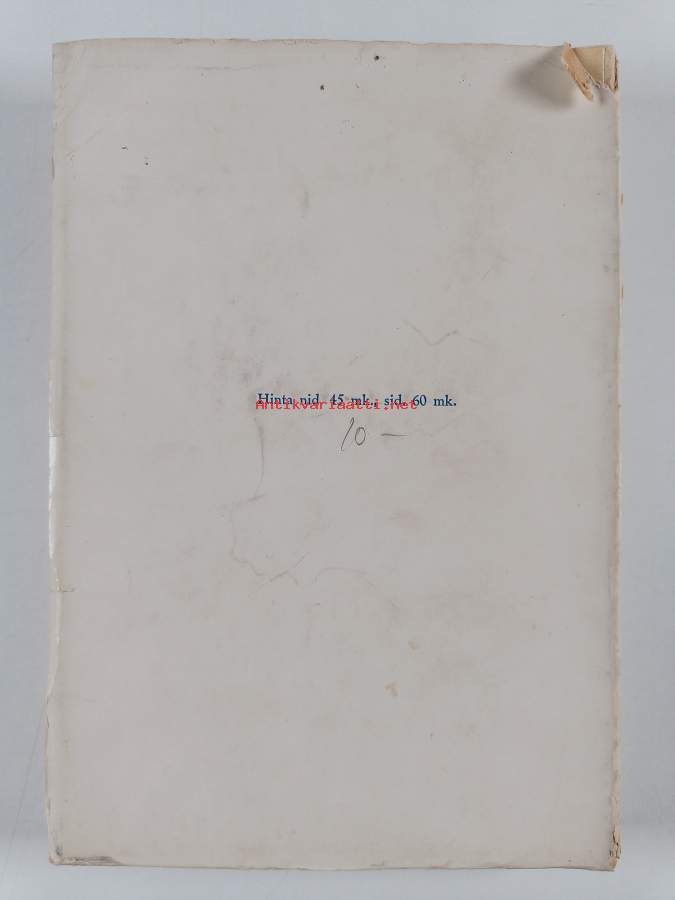 Hinta nid. 45 mk., sid. 60 mk.
Antikvariaatti.net
10 —